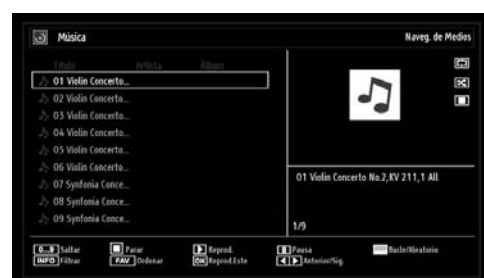 Música
Naveg. de Medios
Título Artista Álbum
01 Violin Concerto...
02 Violin Concerto...
03 Violin Concerto...
04 Violin Concerto...
05 Violin Concerto...
06 Violin Concerto...
07 Synfonia Conce...
08 Synfonia Conce...
09 Synfonia Conce...
01 Violin Concerto No.2,KV 211,1 All
1/9
0...9 Saltar
Parar
Reprod.
Pausa
Bucle/Aleatorio
INFO Filtrar
FAV Ordenar
OK Reprod.Este
Anterior/Sig.